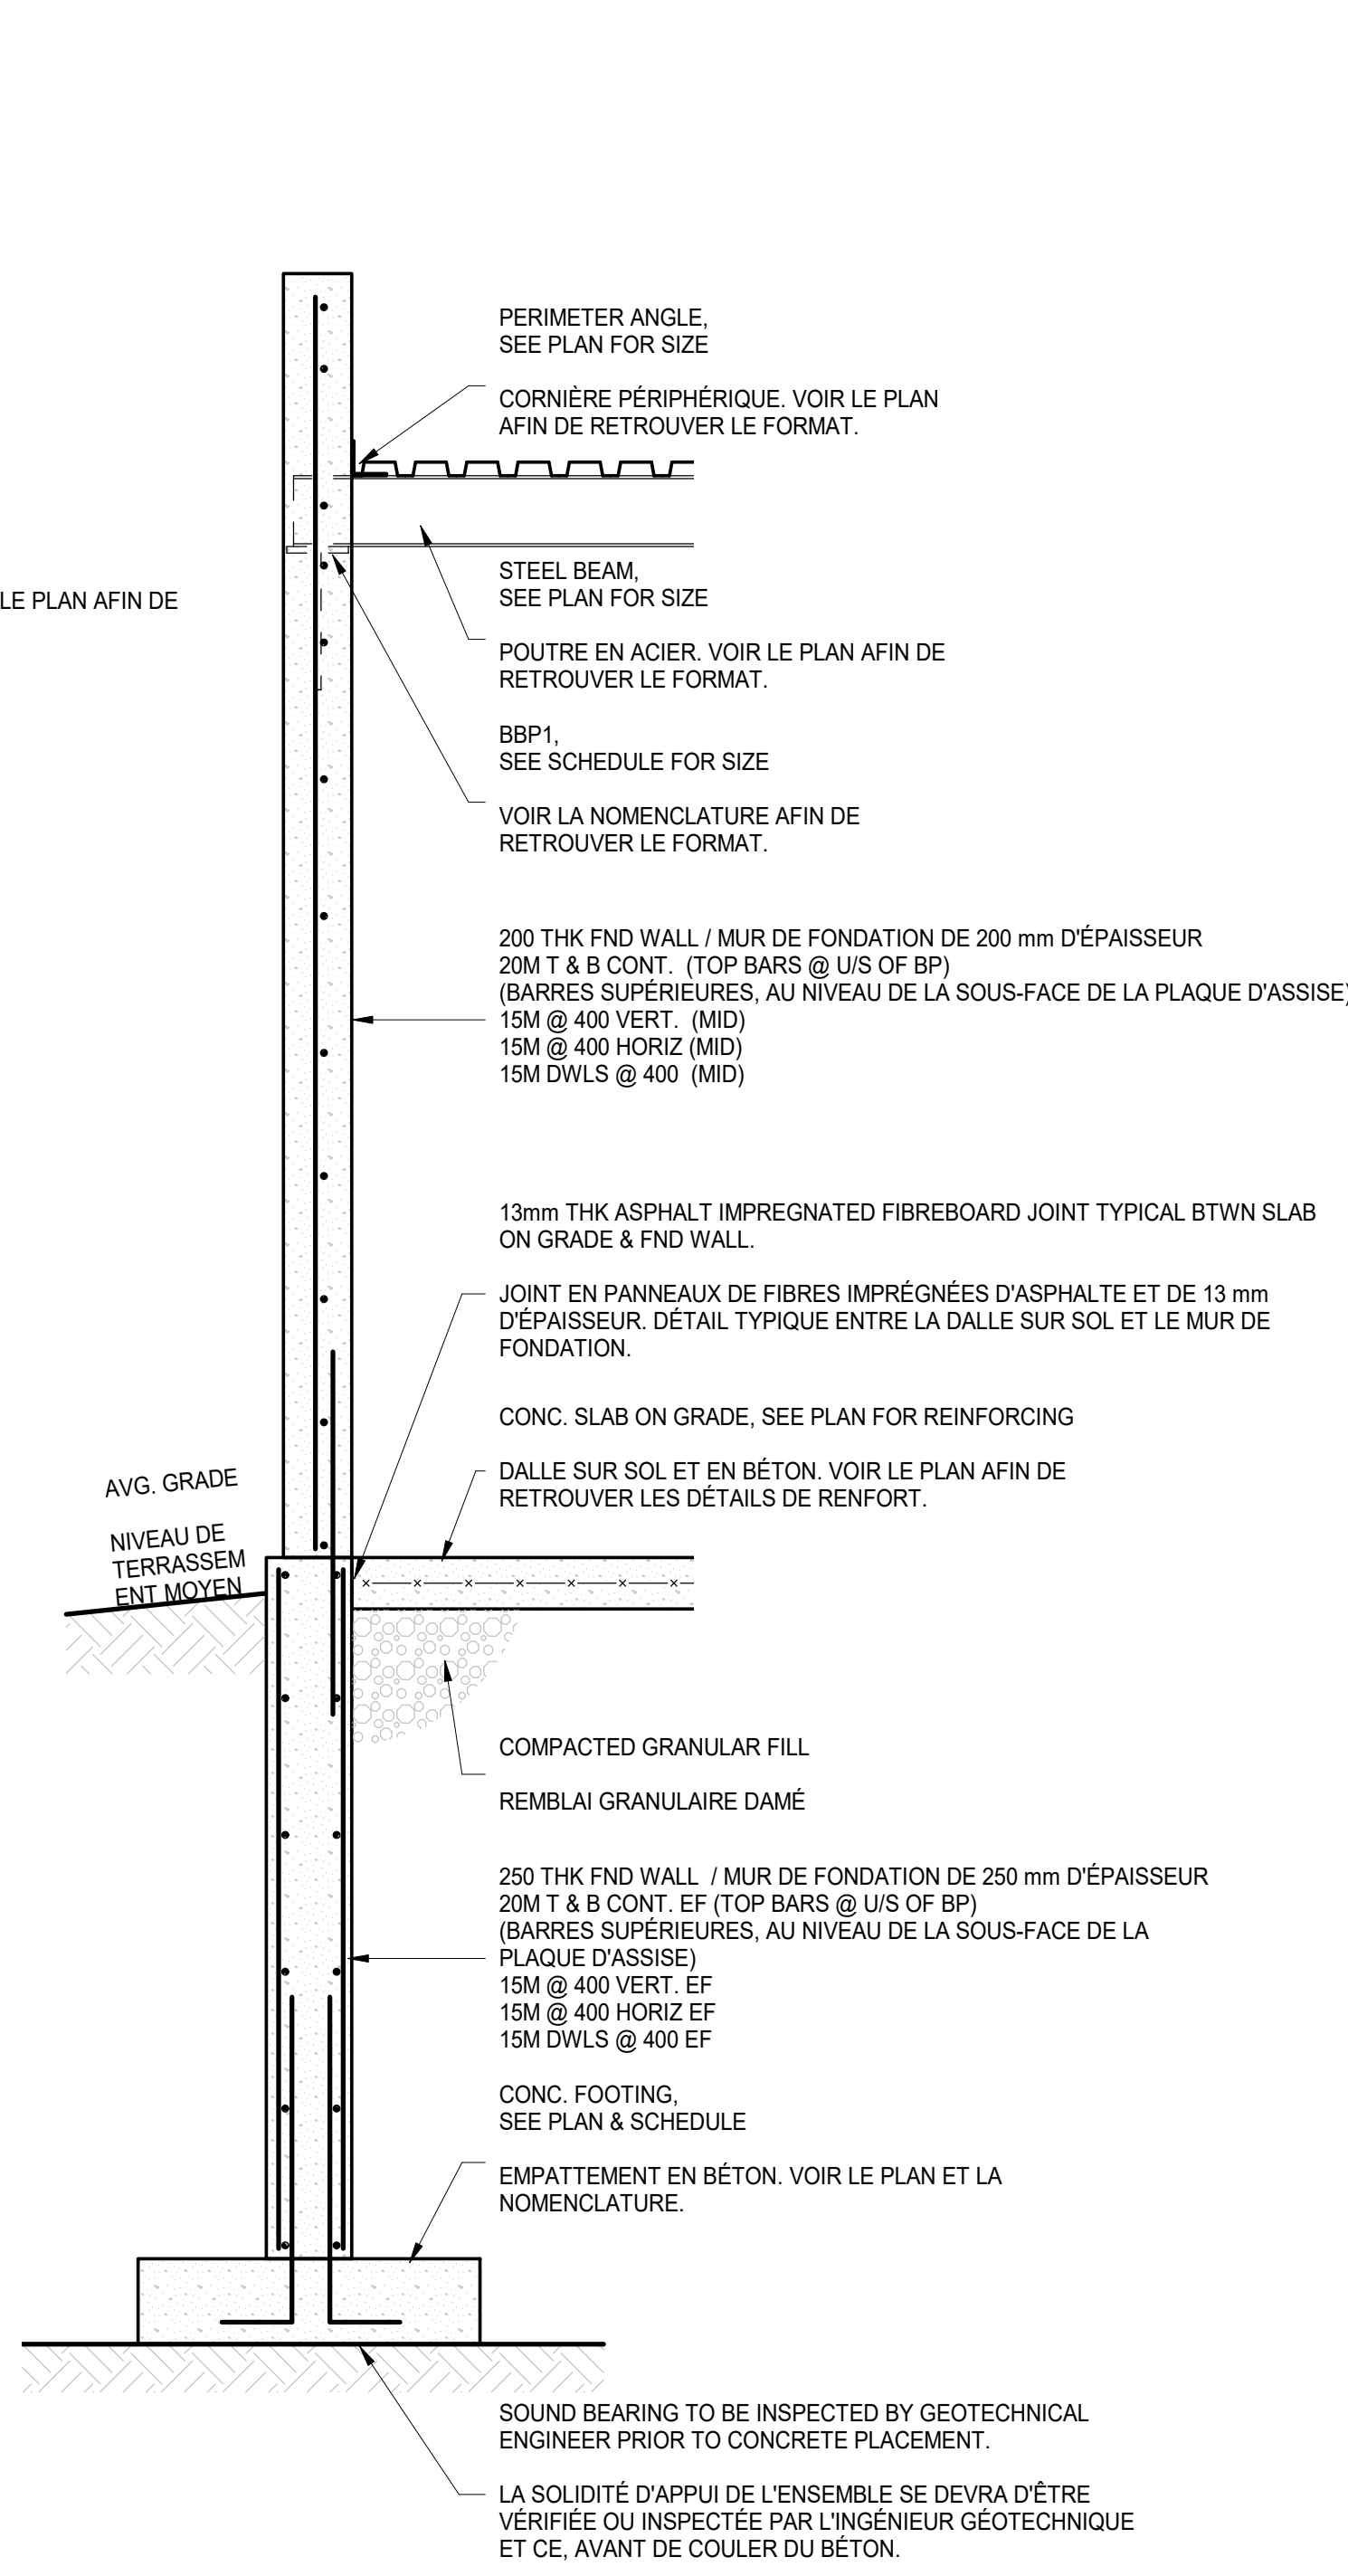 PERIMETER ANGLE,
SEE PLAN FOR SIZE
CORNIÈRE PÉRIPHÉRIQUE. VOIR LE PLAN
AFIN DE RETROUVER LE FORMAT.
LE PLAN AFIN DE
STEEL BEAM,
SEE PLAN FOR SIZE
POUTRE EN ACIER. VOIR LE PLAN AFIN DE
RETROUVER LE FORMAT.
BBP1,
SEE SCHEDULE FOR SIZE
VOIR LA NOMENCLATURE AFIN DE
RETROUVER LE FORMAT.
200 THK FND WALL / MUR DE FONDATION DE 200 mm D'ÉPAISSEUR
20M T & B CONT. (TOP BARS @ U/S OF BP)
(BARRES SUPÉRIEURES, AU NIVEAU DE LA SOUS-FACE DE LA PLAQUE D'ASSISE)
15M @ 400 VERT. (MID)
15M @ 400 HORIZ (MID)
15M DWLS @ 400 (MID)
13mm THK ASPHALT IMPREGNATED FIBREBOARD JOINT TYPICAL BTWN SLAB
ON GRADE & FND WALL.
JOINT EN PANNEAUX DE FIBRES IMPRÉGNÉES D'ASPHALTE ET DE 13 mm
D'ÉPAISSEUR. DÉTAIL TYPIQUE ENTRE LA DALLE SUR SOL ET LE MUR DE
FONDATION.
CONC. SLAB ON GRADE, SEE PLAN FOR REINFORCING
DALLE SUR SOL ET EN BÉTON. VOIR LE PLAN AFIN DE
RETROUVER LES DÉTAILS DE RENFORT.
AVG. GRADE
NIVEAU DE
TERRASSEM
ENT MOYEN
COMPACTED GRANULAR FILL
REMBLAI GRANULAIRE DAMÉ
250 THK FND WALL / MUR DE FONDATION DE 250 mm D'ÉPAISSEUR
20M T & B CONT. EF (TOP BARS @ U/S OF BP)
(BARRES SUPÉRIEURES, AU NIVEAU DE LA SOUS-FACE DE LA
PLAQUE D'ASSISE)
15M @ 400 VERT. EF
15M @ 400 HORIZ EF
15M DWLS @ 400 EF
CONC. FOOTING,
SEE PLAN & SCHEDULE
EMPATTEMENT EN BÉTON. VOIR LE PLAN ET LA
NOMENCLATURE.
SOUND BEARING TO BE INSPECTED BY GEOTECHNICAL
ENGINEER PRIOR TO CONCRETE PLACEMENT.
LA SOLIDITÉ D'APPUI DE L'ENSEMBLE SE DEVRA D'ÊTRE
VÉRIFIÉE OU INSPECTÉE PAR L'INGÉNIEUR GÉOTECHNIQUE
ET CE, AVANT DE COULER DU BÉTON.